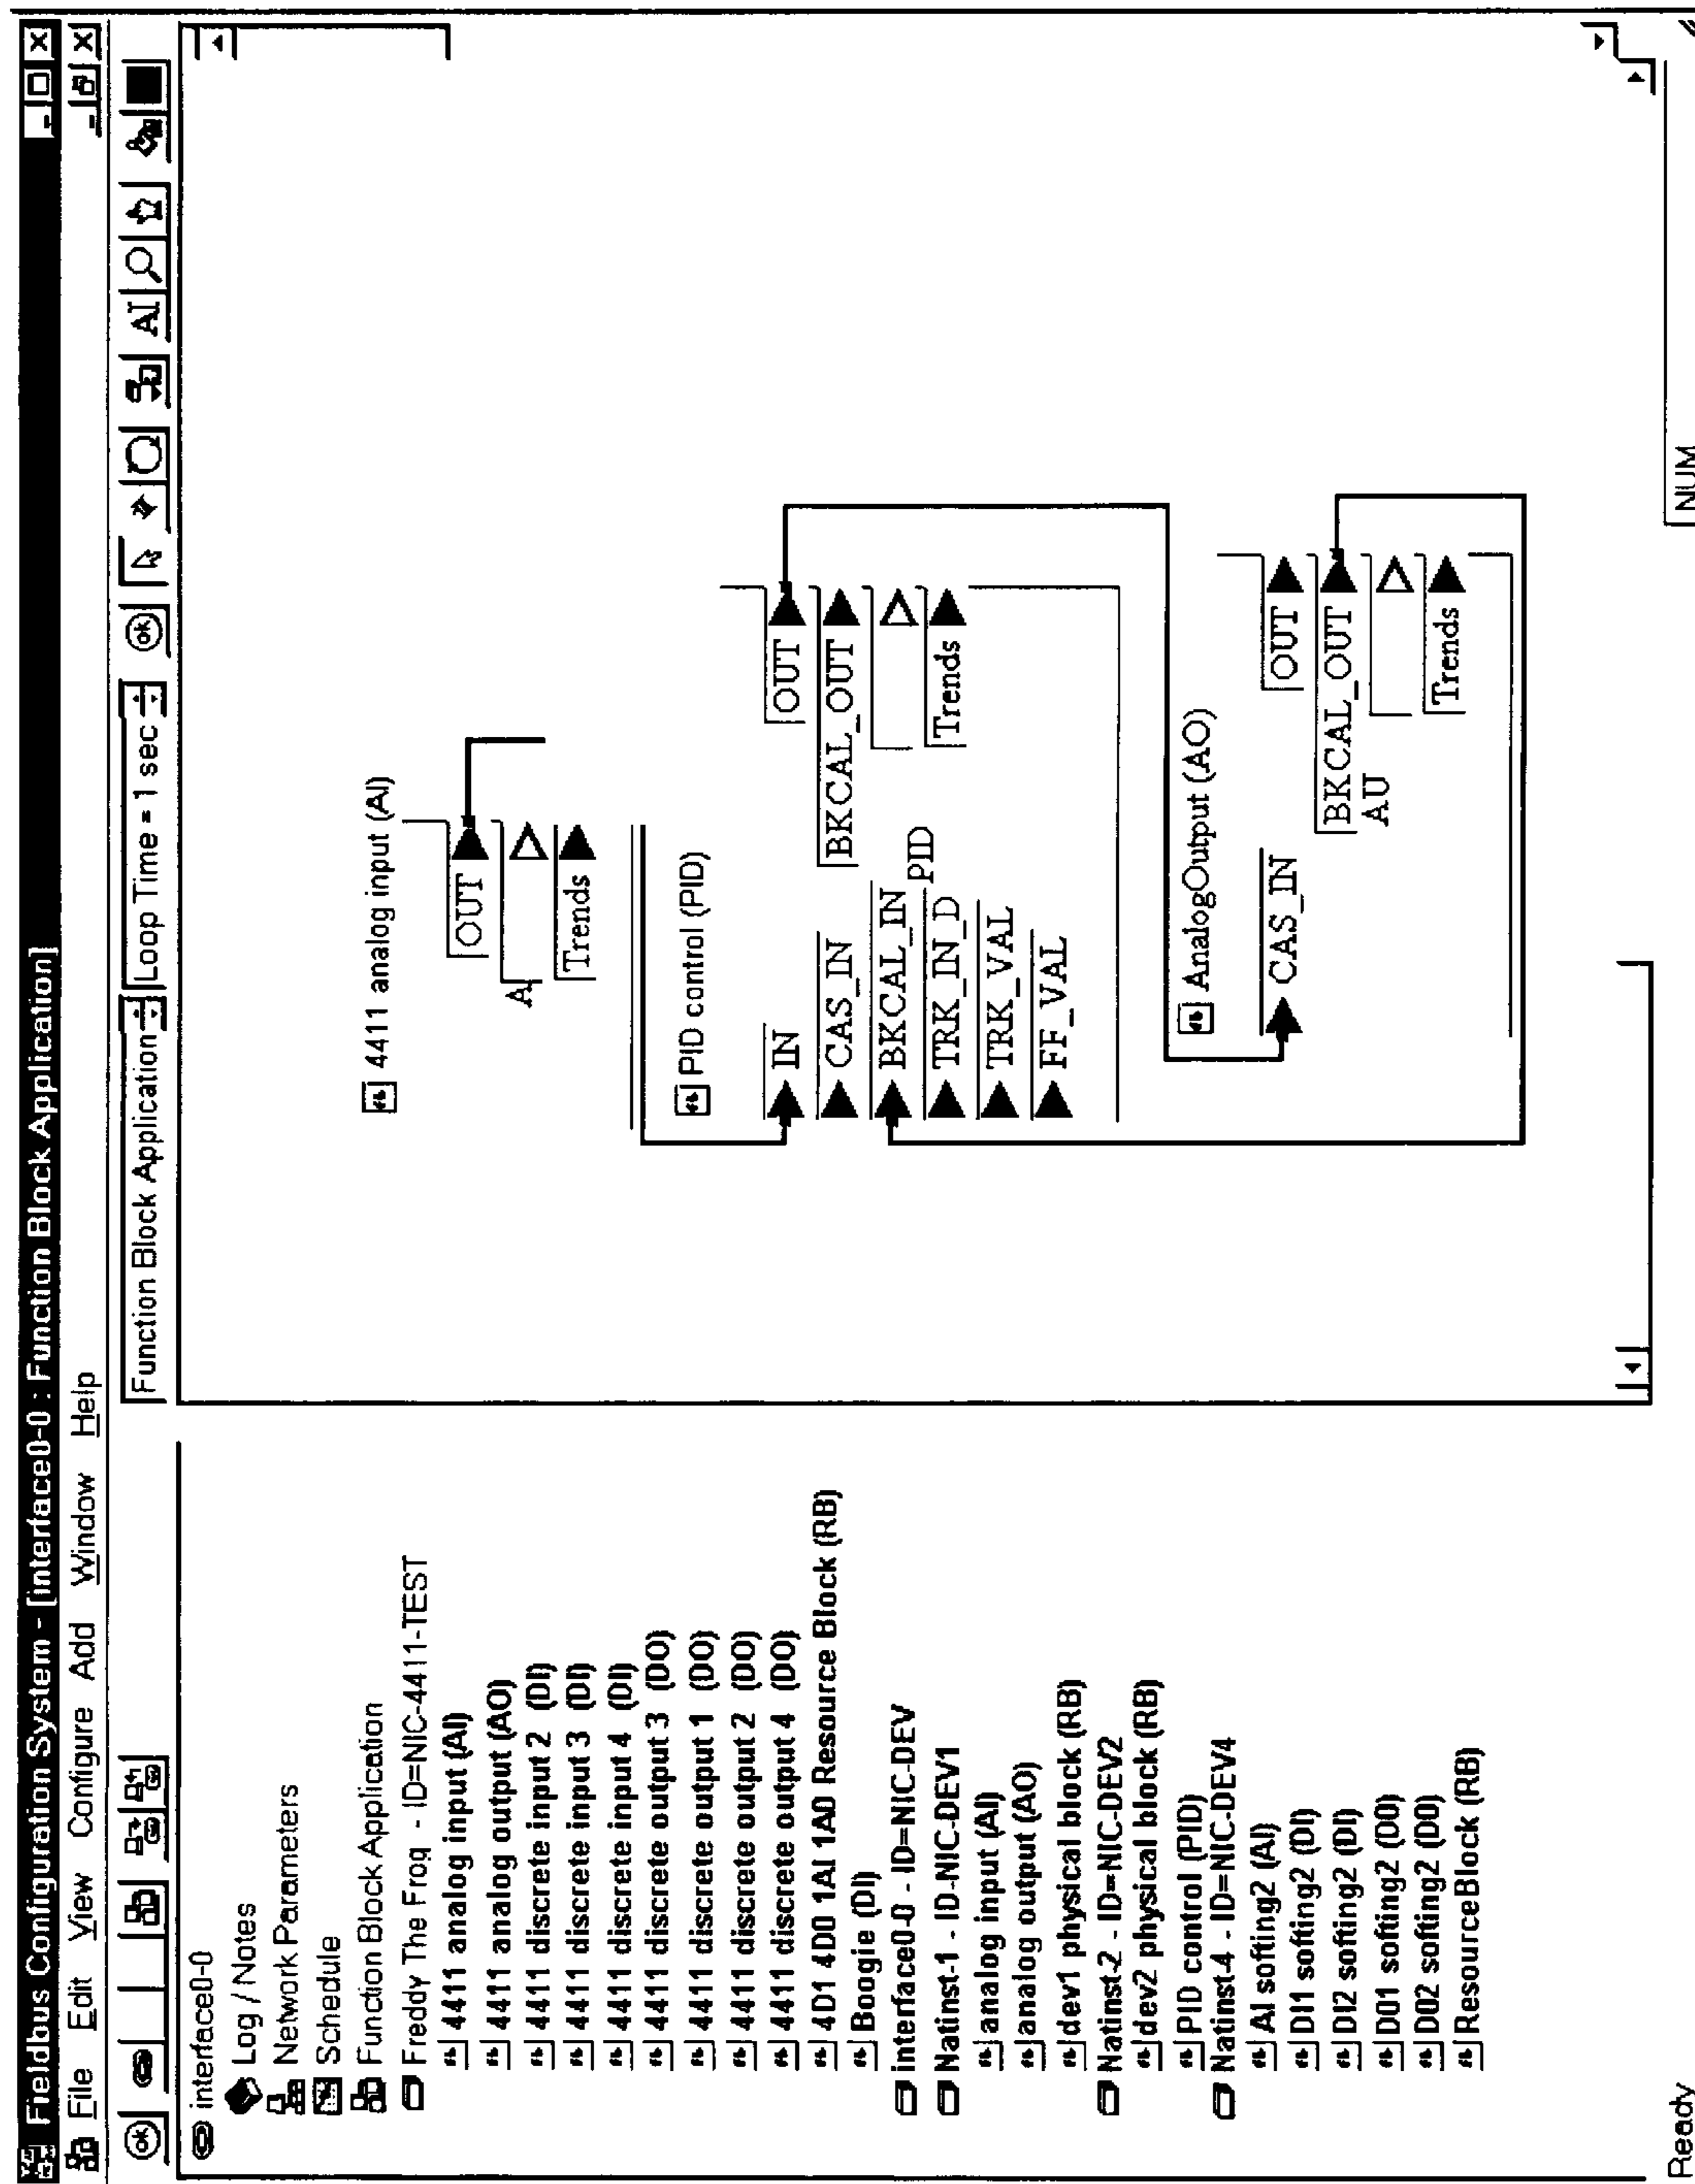 Fieldbus Configuration System - [interface0-0 : Function Block Application]
File Edit View Configure Add Window Help
ok
Function Block Application
Loop Time = 1 sec
ok
AI
interface0-0
Log / Notes
Network Parameters
Schedule
Function Block Application
Freddy The Frog - ID=NIC-4411-TEST
4411 analog input (AI)
4411 analog output (AO)
4411 discrete input 2 (DI)
4411 discrete input 3 (DI)
4411 discrete input 4 (DI)
4411 discrete output 3 (DO)
4411 discrete output 1 (DO)
4411 discrete output 2 (DO)
4411 discrete output 4 (DO)
4D1 4D0 1AI 1A0 Resource Block (RB)
Boogie (DI)
interface0-0 - ID=NIC-DEV
Natinst-1 - ID-NIC-DEV1
analog input (AI)
analog output (AO)
dev1 physical block (RB)
Natinst-2 - ID=NIC-DEV2
dev2 physical block (RB)
PID control (PID)
Natinst-4 - ID=NIC-DEV4
AI softing2 (AI)
DI1 softing2 (DI)
DI2 softing2 (DI)
D01 softing2 (D0)
D02 softing2 (D0)
ResourceBlock (RB)
4411 analog input (AI)
OUT
A
Trends
PID control (PID)
IN
OUT
CAS_IN
BKCAL_OUT
BKCAL_IN
PID
TRK_IN_D
Trends
TRK_VAL
FF_VAL
AnalogOutput (AO)
CAS_IN
OUT
BKCAL_OUT
AU
Trends
Ready
NUM